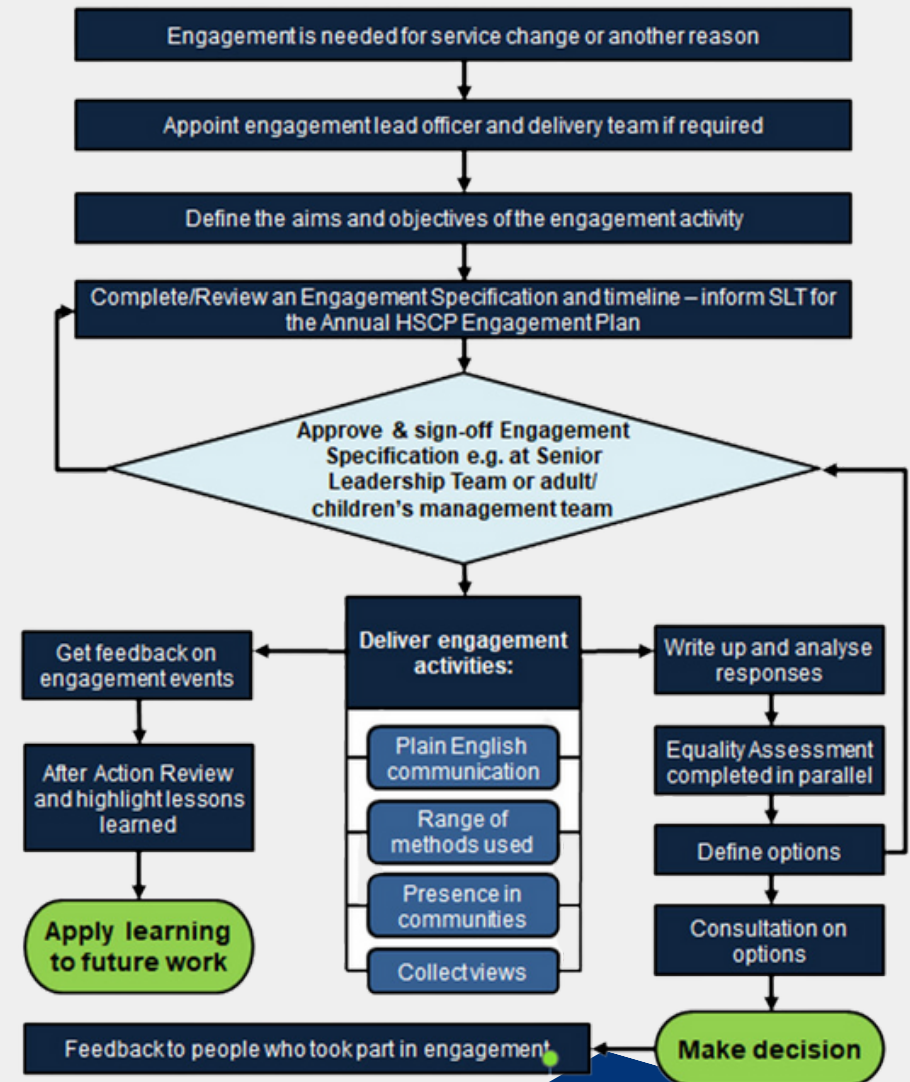 Engagement is needed for service change or another reason
Appoint engagement lead officer and delivery team if required
Define the aims and objectives of the engagement activity
Complete/Review an Engagement Specification and timeline – inform SLT for
the Annual HSCP Engagement Plan
Approve & sign-off Engagement
Specification e.g. at Senior
Leadership Team or adult/
children's management team
Deliver engagement
activities:
Plain English
communication
Range of
methods used
Presence in
communities
Collect views
Get feedback on
engagement events
After Action Review
and highlight lessons
learned
Apply learning
to future work
Write up and analyse
responses
Equality Assessment
completed in parallel
Define options
Consultation on
options
Make decision
Feedback to people who took part in engagement